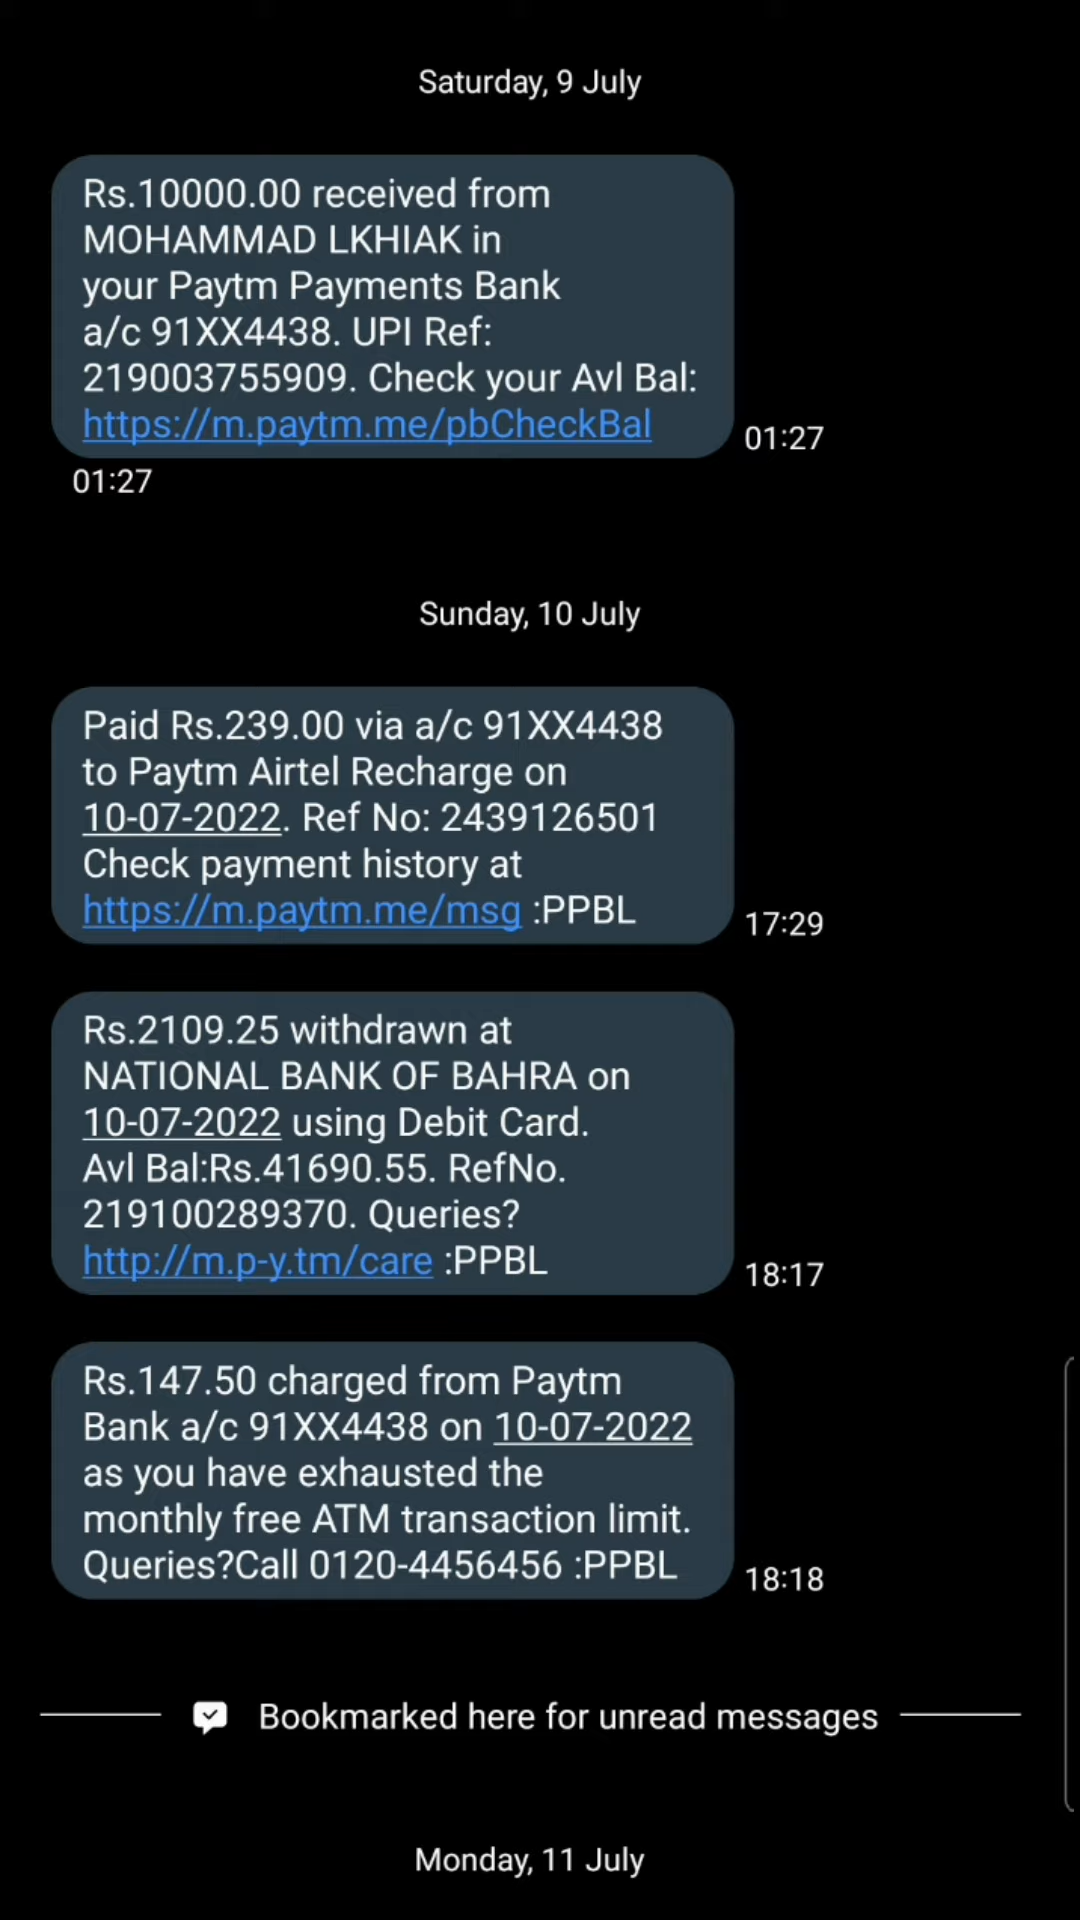 Saturday, 9 July
Rs.10000.00 received from
MOHAMMAD LKHIAK in
your Paytm Payments Bank
a/c 91XX4438. UPI Ref:
219003755909. Check your Avl Bal:
https://m.paytm.me/pbCheckBal
01:27
01:27
Sunday, 10 July
Paid Rs.239.00 via a/c 91XX4438
to Paytm Airtel Recharge on
10-07-2022. Ref No: 2439126501
Check payment history at
https://m.paytm.me/msg :PPBL
17:29
Rs.2109.25 withdrawn at
NATIONAL BANK OF BAHRA on
10-07-2022 using Debit Card.
Avl Bal:Rs.41690.55. RefNo.
219100289370. Queries?
http://m.p-y.tm/care :PPBL
18:17
Rs.147.50 charged from Paytm
Bank a/c 91XX4438 on 10-07-2022
as you have exhausted the
monthly free ATM transaction limit.
Queries?Call 0120-4456456 :PPBL
18:18
Bookmarked here for unread messages
Monday, 11 July